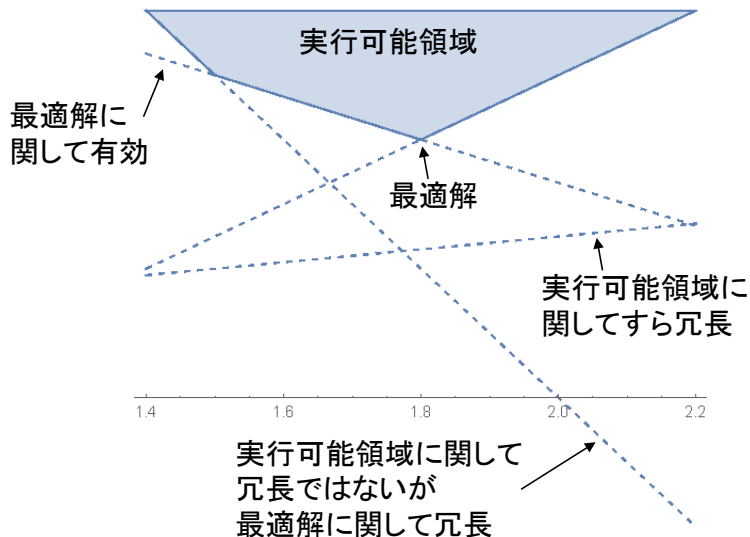 実行可能領域
最適解に
関して有効
最適解
実行可能領域に
関してすら冗長
1.4 1.6 1.8 2.0 2.2
実行可能領域に関して
冗長ではないが
最適解に関して冗長